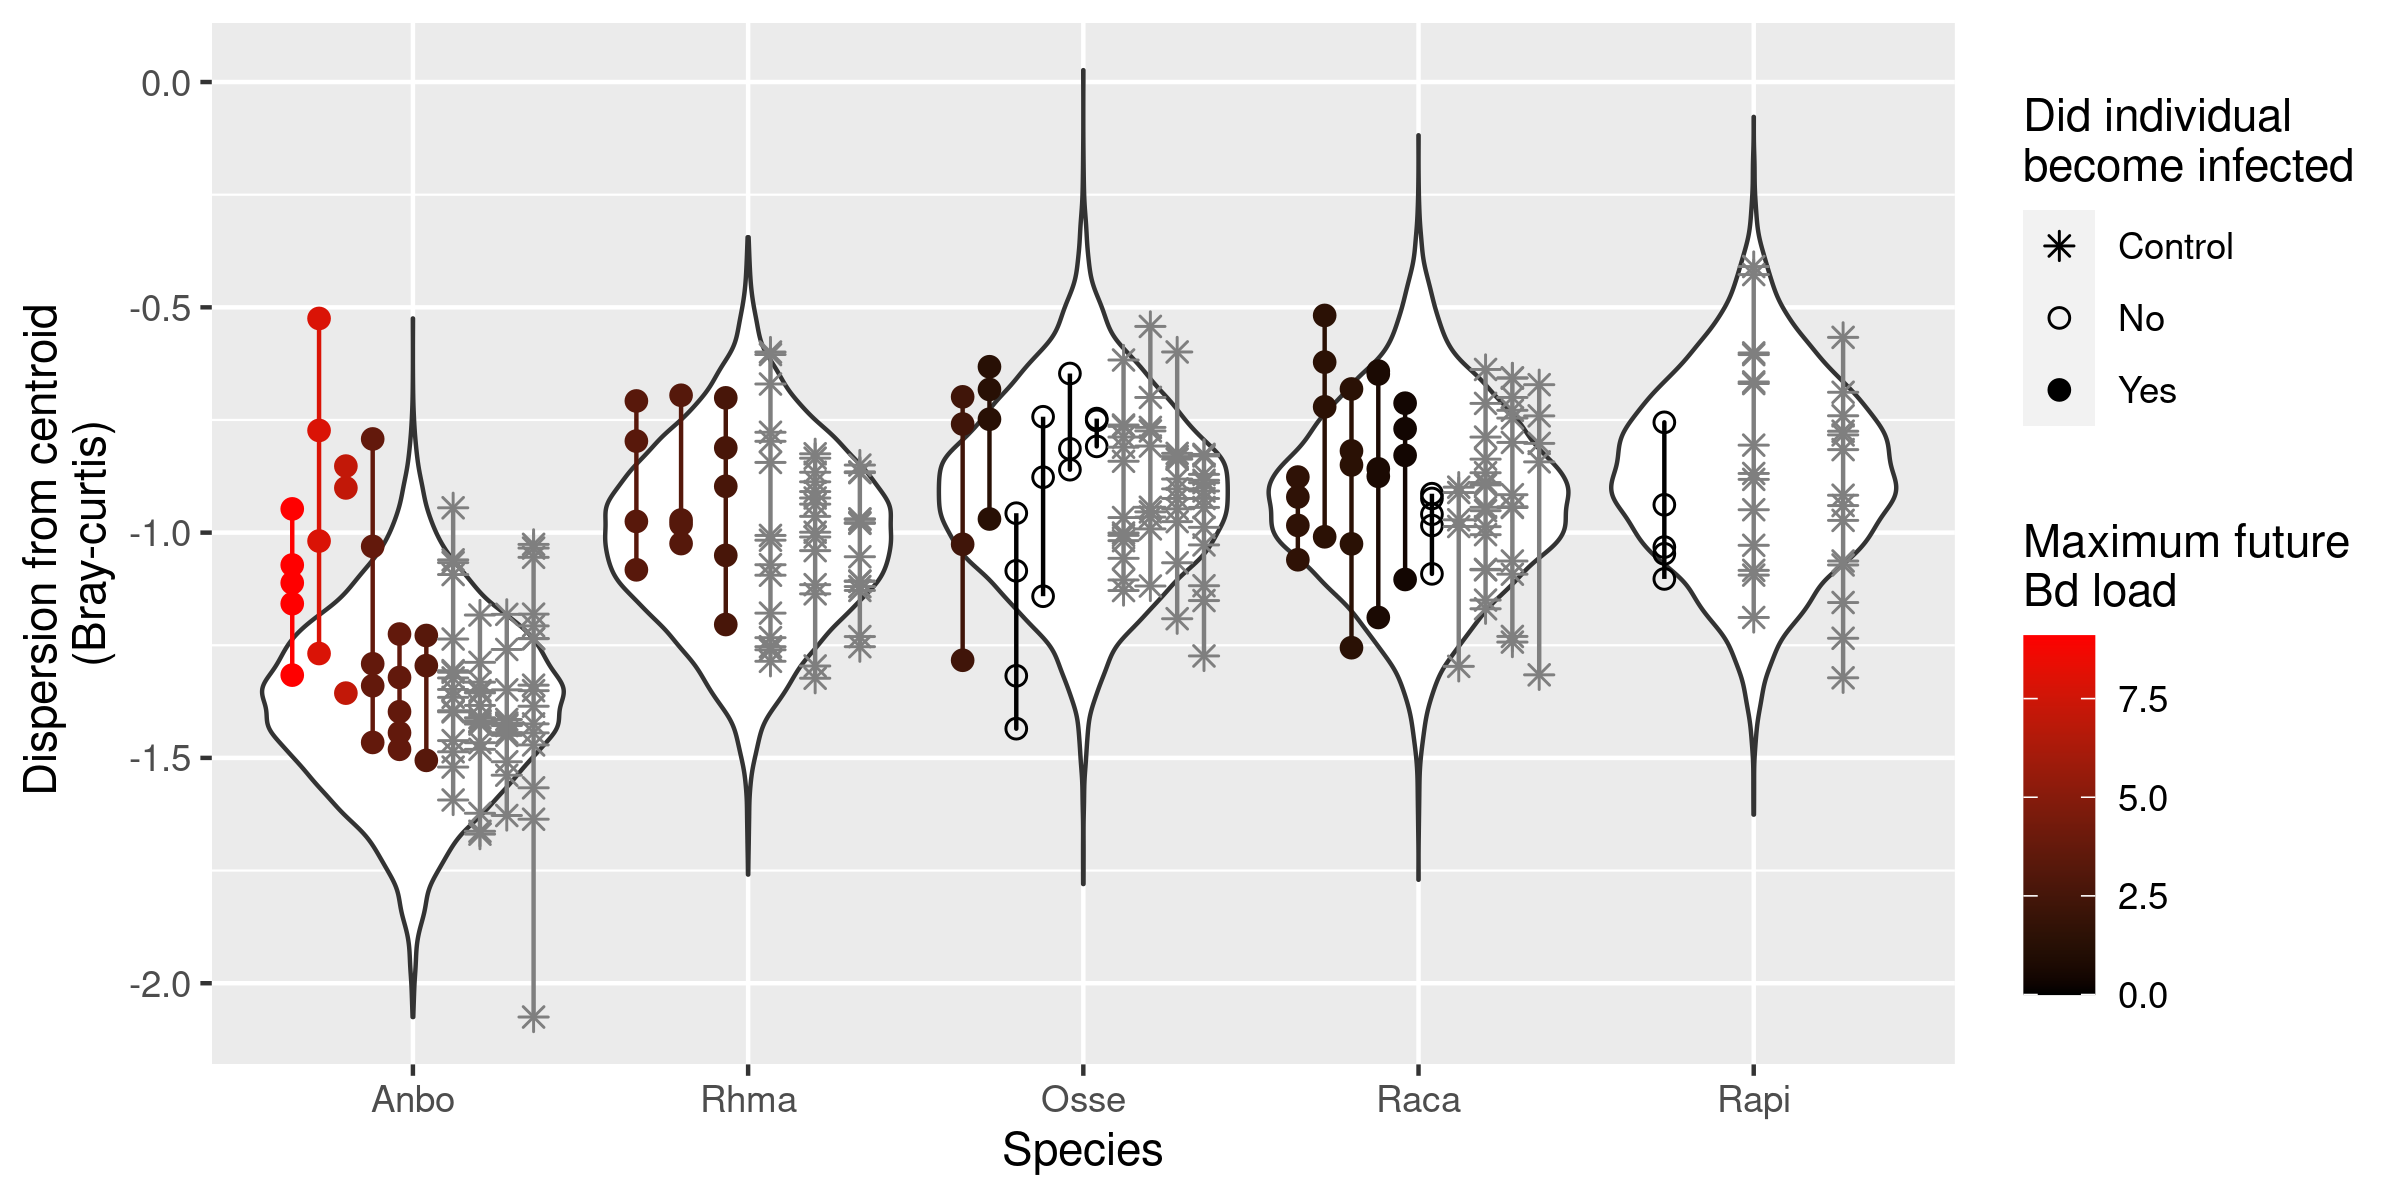 Dispersion from centroid
(Bray-curtis)
0.0
-0.5
-1.0
-1.5
-2.0
Anbo
Rhma
Osse
Raca
Rapi
Species
Did individual
become infected
Control
No
Yes
Maximum future
Bd load
7.5
5.0
2.5
0.0